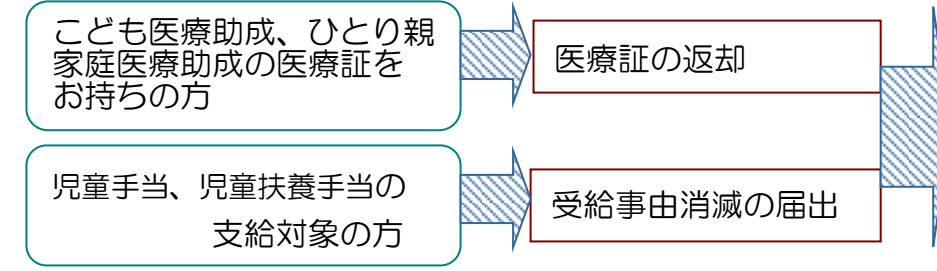 こども医療助成、ひとり親
家庭医療助成の医療証を
お持ちの方
医療証の返却
児童手当、児童扶養手当の
支給対象の方
受給事由消滅の届出